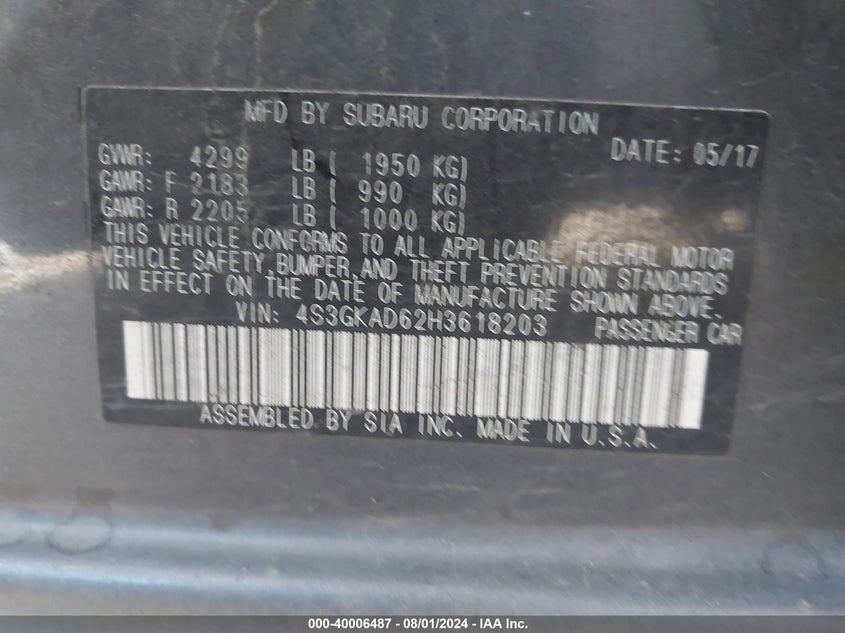 MFD BY SUBARU CORPORATION
GVWR: 4299 LB ( 1950 KG) DATE: 05/17
GAWR: F 2183 LB ( 990 KG)
GAWR: R 2205 LB ( 1000 KG)
THIS VEHICLE CONFORMS TO ALL APPLICABLE FEDERAL MOTOR
VEHICLE SAFETY,BUMPER,AND THEFT PREVENTION STANDARDS
IN EFFECT ON THE DATE OF MANUFACTURE SHOWN ABOVE.
VIN: 4S3GKAD62H3618203 PASSENGER CAR
ASSEMBLED BY SIA INC. MADE IN U.S.A.
000-40006487 - 08/01/2024 - IAA Inc.